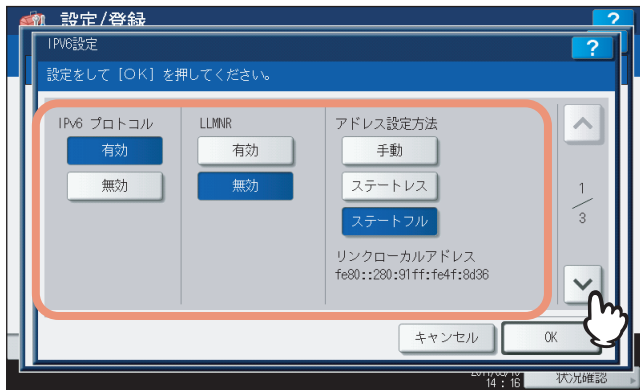 設定/登録
?
IPV6設定
?
設定をして [OK] を押してください。
IPv6 プロトコル
有効
無効
LLMNR
有効
無効
アドレス設定方法
手動
ステートレス
ステートフル
リンクローカルアドレス
fe80::280:91ff:fe4f:8d36
1
/
3
キャンセル
OK
14 : 16
状況確認